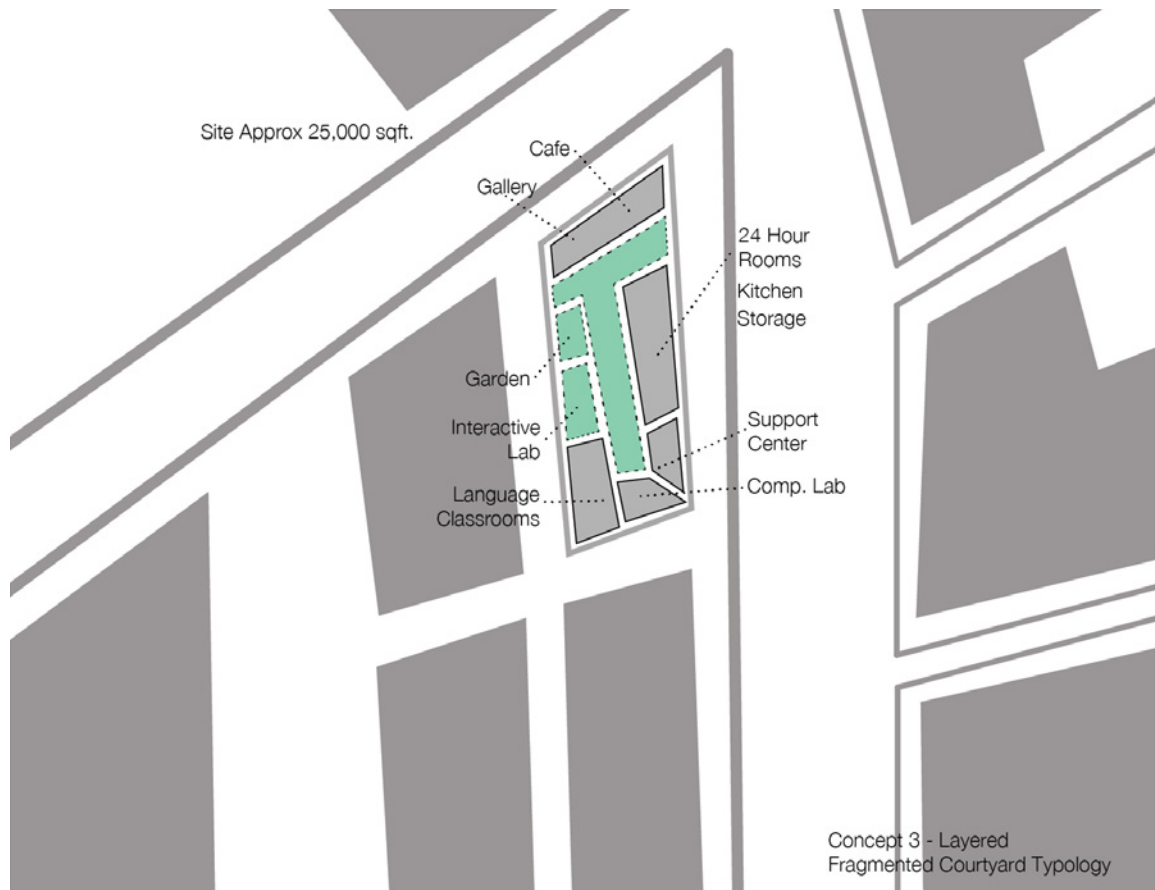 Site Approx 25,000 sqft.
Cafe
Gallery
24 Hour
Rooms
Kitchen
Storage
Garden
Interactive
Lab
Support
Center
Language
Classrooms
Comp. Lab
Concept 3 - Layered
Fragmented Courtyard Typology